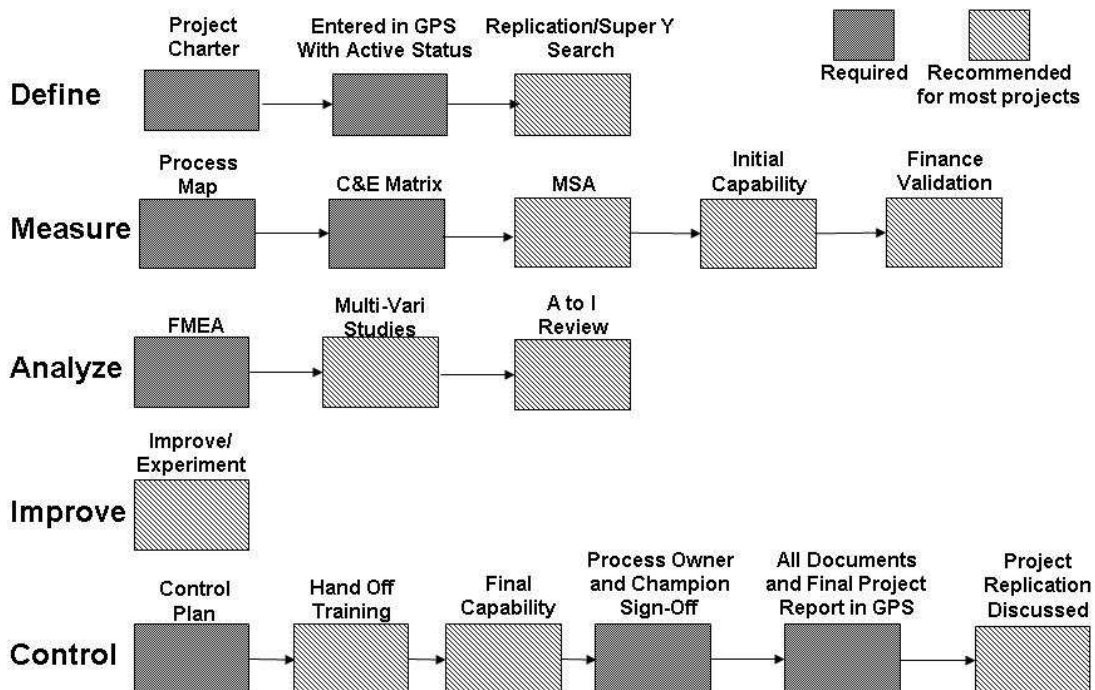 Project
Charter
Entered in GPS
With Active Status
Replication/Super Y
Search
Required
Recommended
for most projects
Define
Process
Map
C&E Matrix
MSA
Initial
Capability
Finance
Validation
Measure
FMEA
Multi-Vari
Studies
A to I
Review
Analyze
Improve/
Experiment
Improve
Control
Plan
Hand Off
Training
Final
Capability
Process Owner
and Champion
Sign-Off
All Documents
and Final Project
Report in GPS
Project
Replication
Discussed
Control